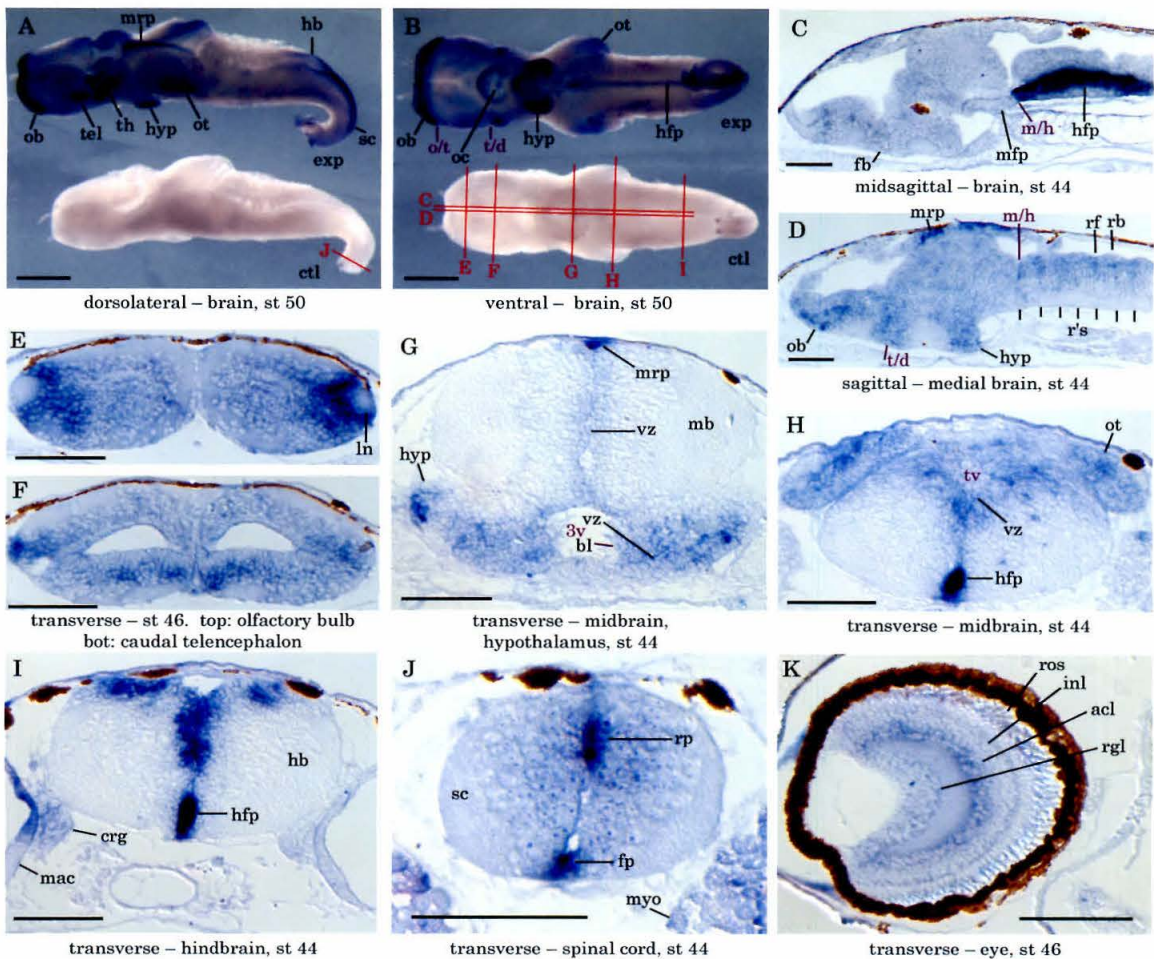 A
mrp
hb
ob
tel
th
hyp
ot
exp
sc
J
ctl
dorsolateral – brain, st 50
B
ot
ob
o/t
oc
t/d
hyp
hfp
exp
C
D
E
F
G
H
I
ctl
ventral – brain, st 50
C
fb
mfp
m/h
hfp
midsagittal – brain, st 44
D
mrp
m/h
rf
rb
ob
t/d
hyp
r's
sagittal – medial brain, st 44
E
ln
F
transverse – st 46. top: olfactory bulb
bot: caudal telencephalon
G
mrp
vz
mb
hyp
vz
3v
bl
transverse – midbrain,
hypothalamus, st 44
H
ot
tv
vz
hfp
transverse – midbrain, st 44
I
hb
hfp
crg
mac
transverse – hindbrain, st 44
J
rp
sc
fp
myo
transverse – spinal cord, st 44
K
ros
inl
acl
rgl
transverse – eye, st 46